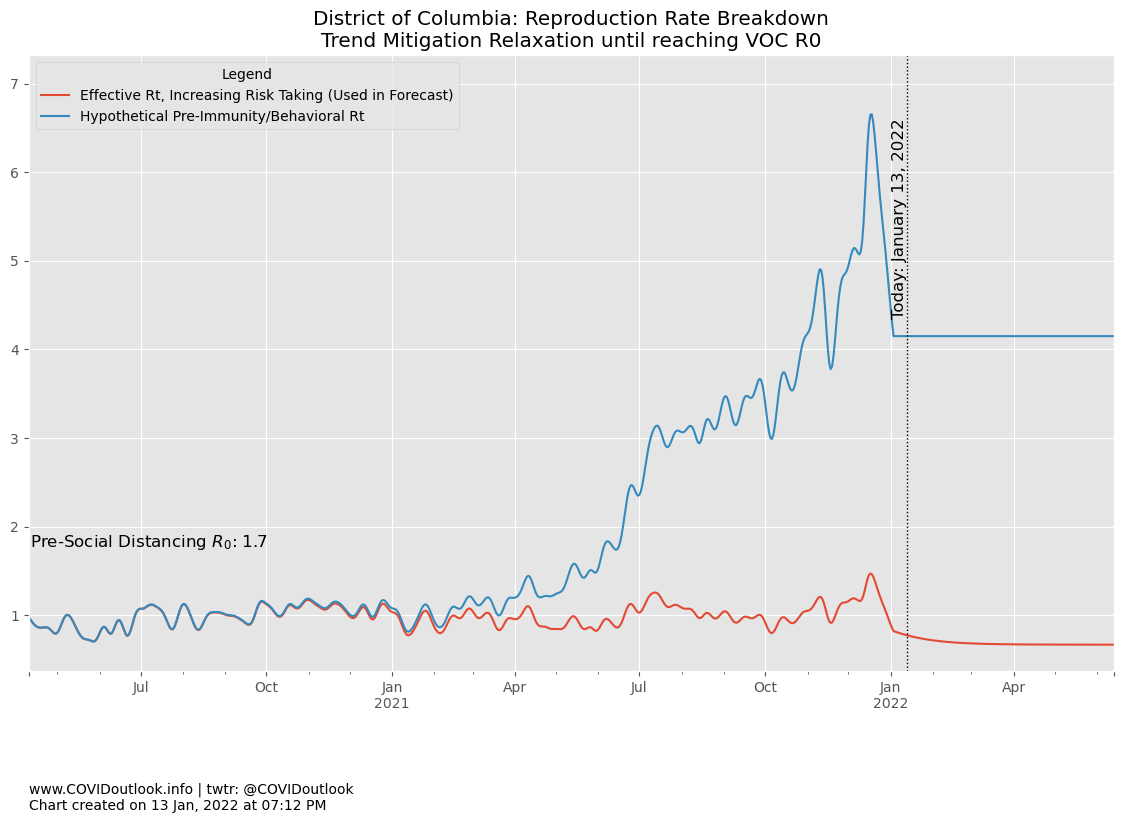 District of Columbia: Reproduction Rate Breakdown
Trend Mitigation Relaxation until reaching VOC R0
Legend
Effective Rt, Increasing Risk Taking (Used in Forecast)
Hypothetical Pre-Immunity/Behavioral Rt
7
6
5
4
3
2
1
Today: January 13, 2022
Pre-Social Distancing R0: 1.7
Jul
Oct
Jan
2021
Apr
Jul
Oct
Jan
2022
Apr
www.COVIDoutlook.info | twtr: @COVIDoutlook
Chart created on 13 Jan, 2022 at 07:12 PM